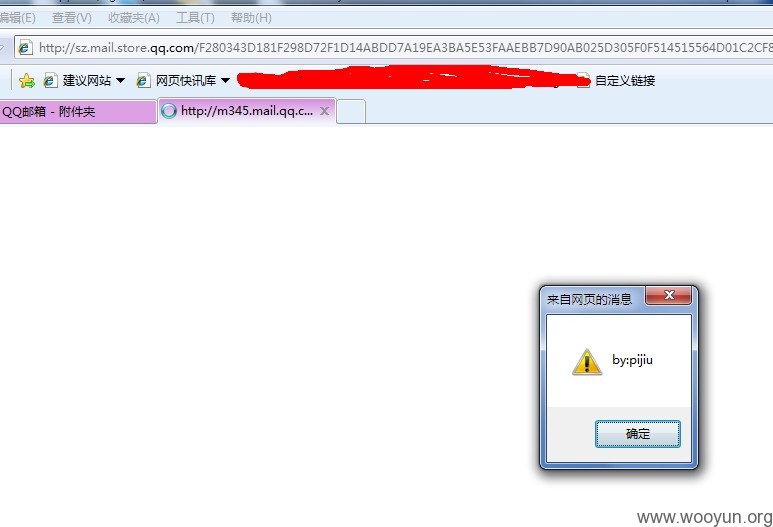 编辑(E) 查看(V) 收藏夹(A) 工具(T) 帮助(H)
http://sz.mail.store.qq.com/F280343D181F298D72F1D14ABDD7A19EA3BA5E53FAAEBB7D90AB025D305F0F514515564D01C2CF8
建议网站 网页快讯库 自定义链接
QQ邮箱 - 附件夹 http://m345.mail.qq.c...
来自网页的消息
by:pijiu
确定
www.wooyun.org